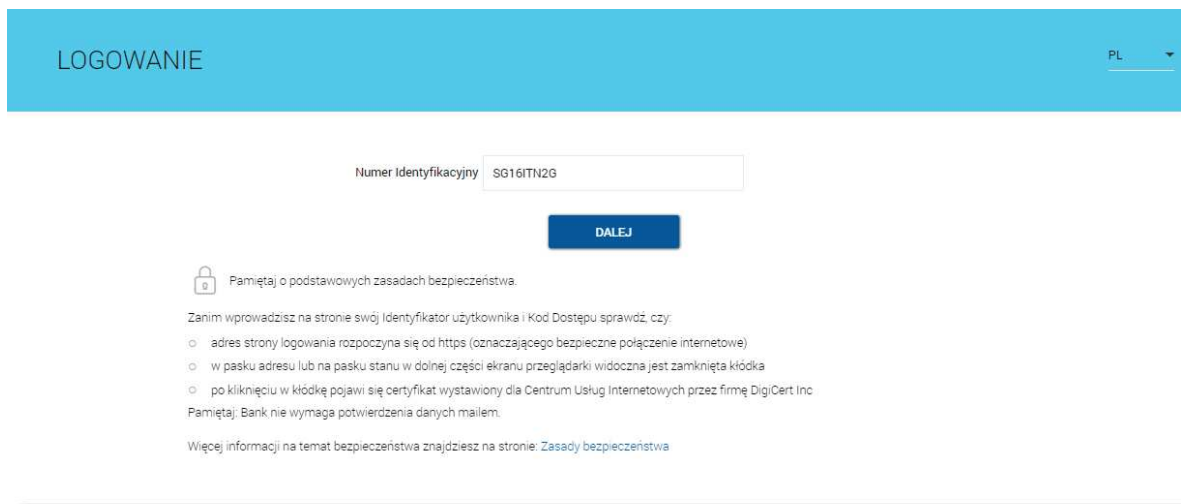 LOGOWANIE
PL
Numer Identyfikacyjny SG16ITN2G
DALEJ
Pamiętaj o podstawowych zasadach bezpieczeństwa.
Zanim wprowadzisz na stronie swój Identyfikator użytkownika i Kod Dostępu sprawdź, czy:
adres strony logowania rozpoczyna się od https (oznaczającego bezpieczne połączenie internetowe)
w pasku adresu lub na pasku stanu w dolnej części ekranu przeglądarki widoczna jest zamknięta kłódka
po kliknięciu w kłódkę pojawi się certyfikat wystawiony dla Centrum Usług Internetowych przez firmę DigiCert Inc
Pamiętaj: Bank nie wymaga potwierdzenia danych mailem.
Więcej informacji na temat bezpieczeństwa znajdziesz na stronie: Zasady bezpieczeństwa